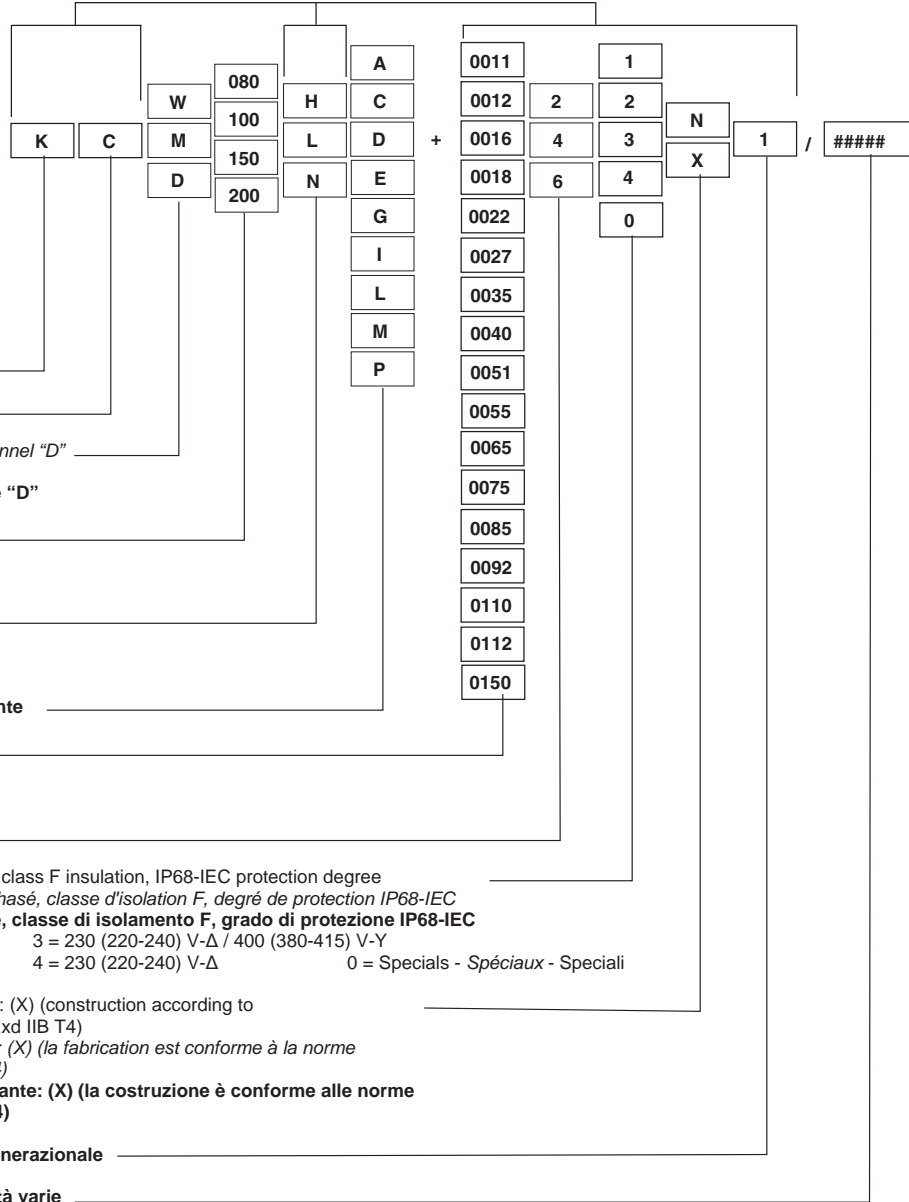 A 0011 1
080
W H C 0012 2 2
100 N
K C M L D + 0016 4 3 1 / #####
150 X
D N E 0018 6 4
200
G 0022 0
I 0027
L 0035
M 0040
P 0051
0055
nnel “D”
0065
“D”
0075
0085
0092
0110
0112
0150
nte
class F insulation, IP68-IEC protection degree
hasé, classe d'isolation F, degré de protection IP68-IEC
, classe di isolamento F, grado di protezione IP68-IEC
3 = 230 (220-240) V-Δ / 400 (380-415) V-Y
4 = 230 (220-240) V-Δ 0 = Specials - Spéciaux - Speciali
: (X) (construction according to
xd IIB T4)
: (X) (la fabrication est conforme à la norme
4)
ante: (X) (la costruzione è conforme alle norme
4)
nerazionale
tà varie